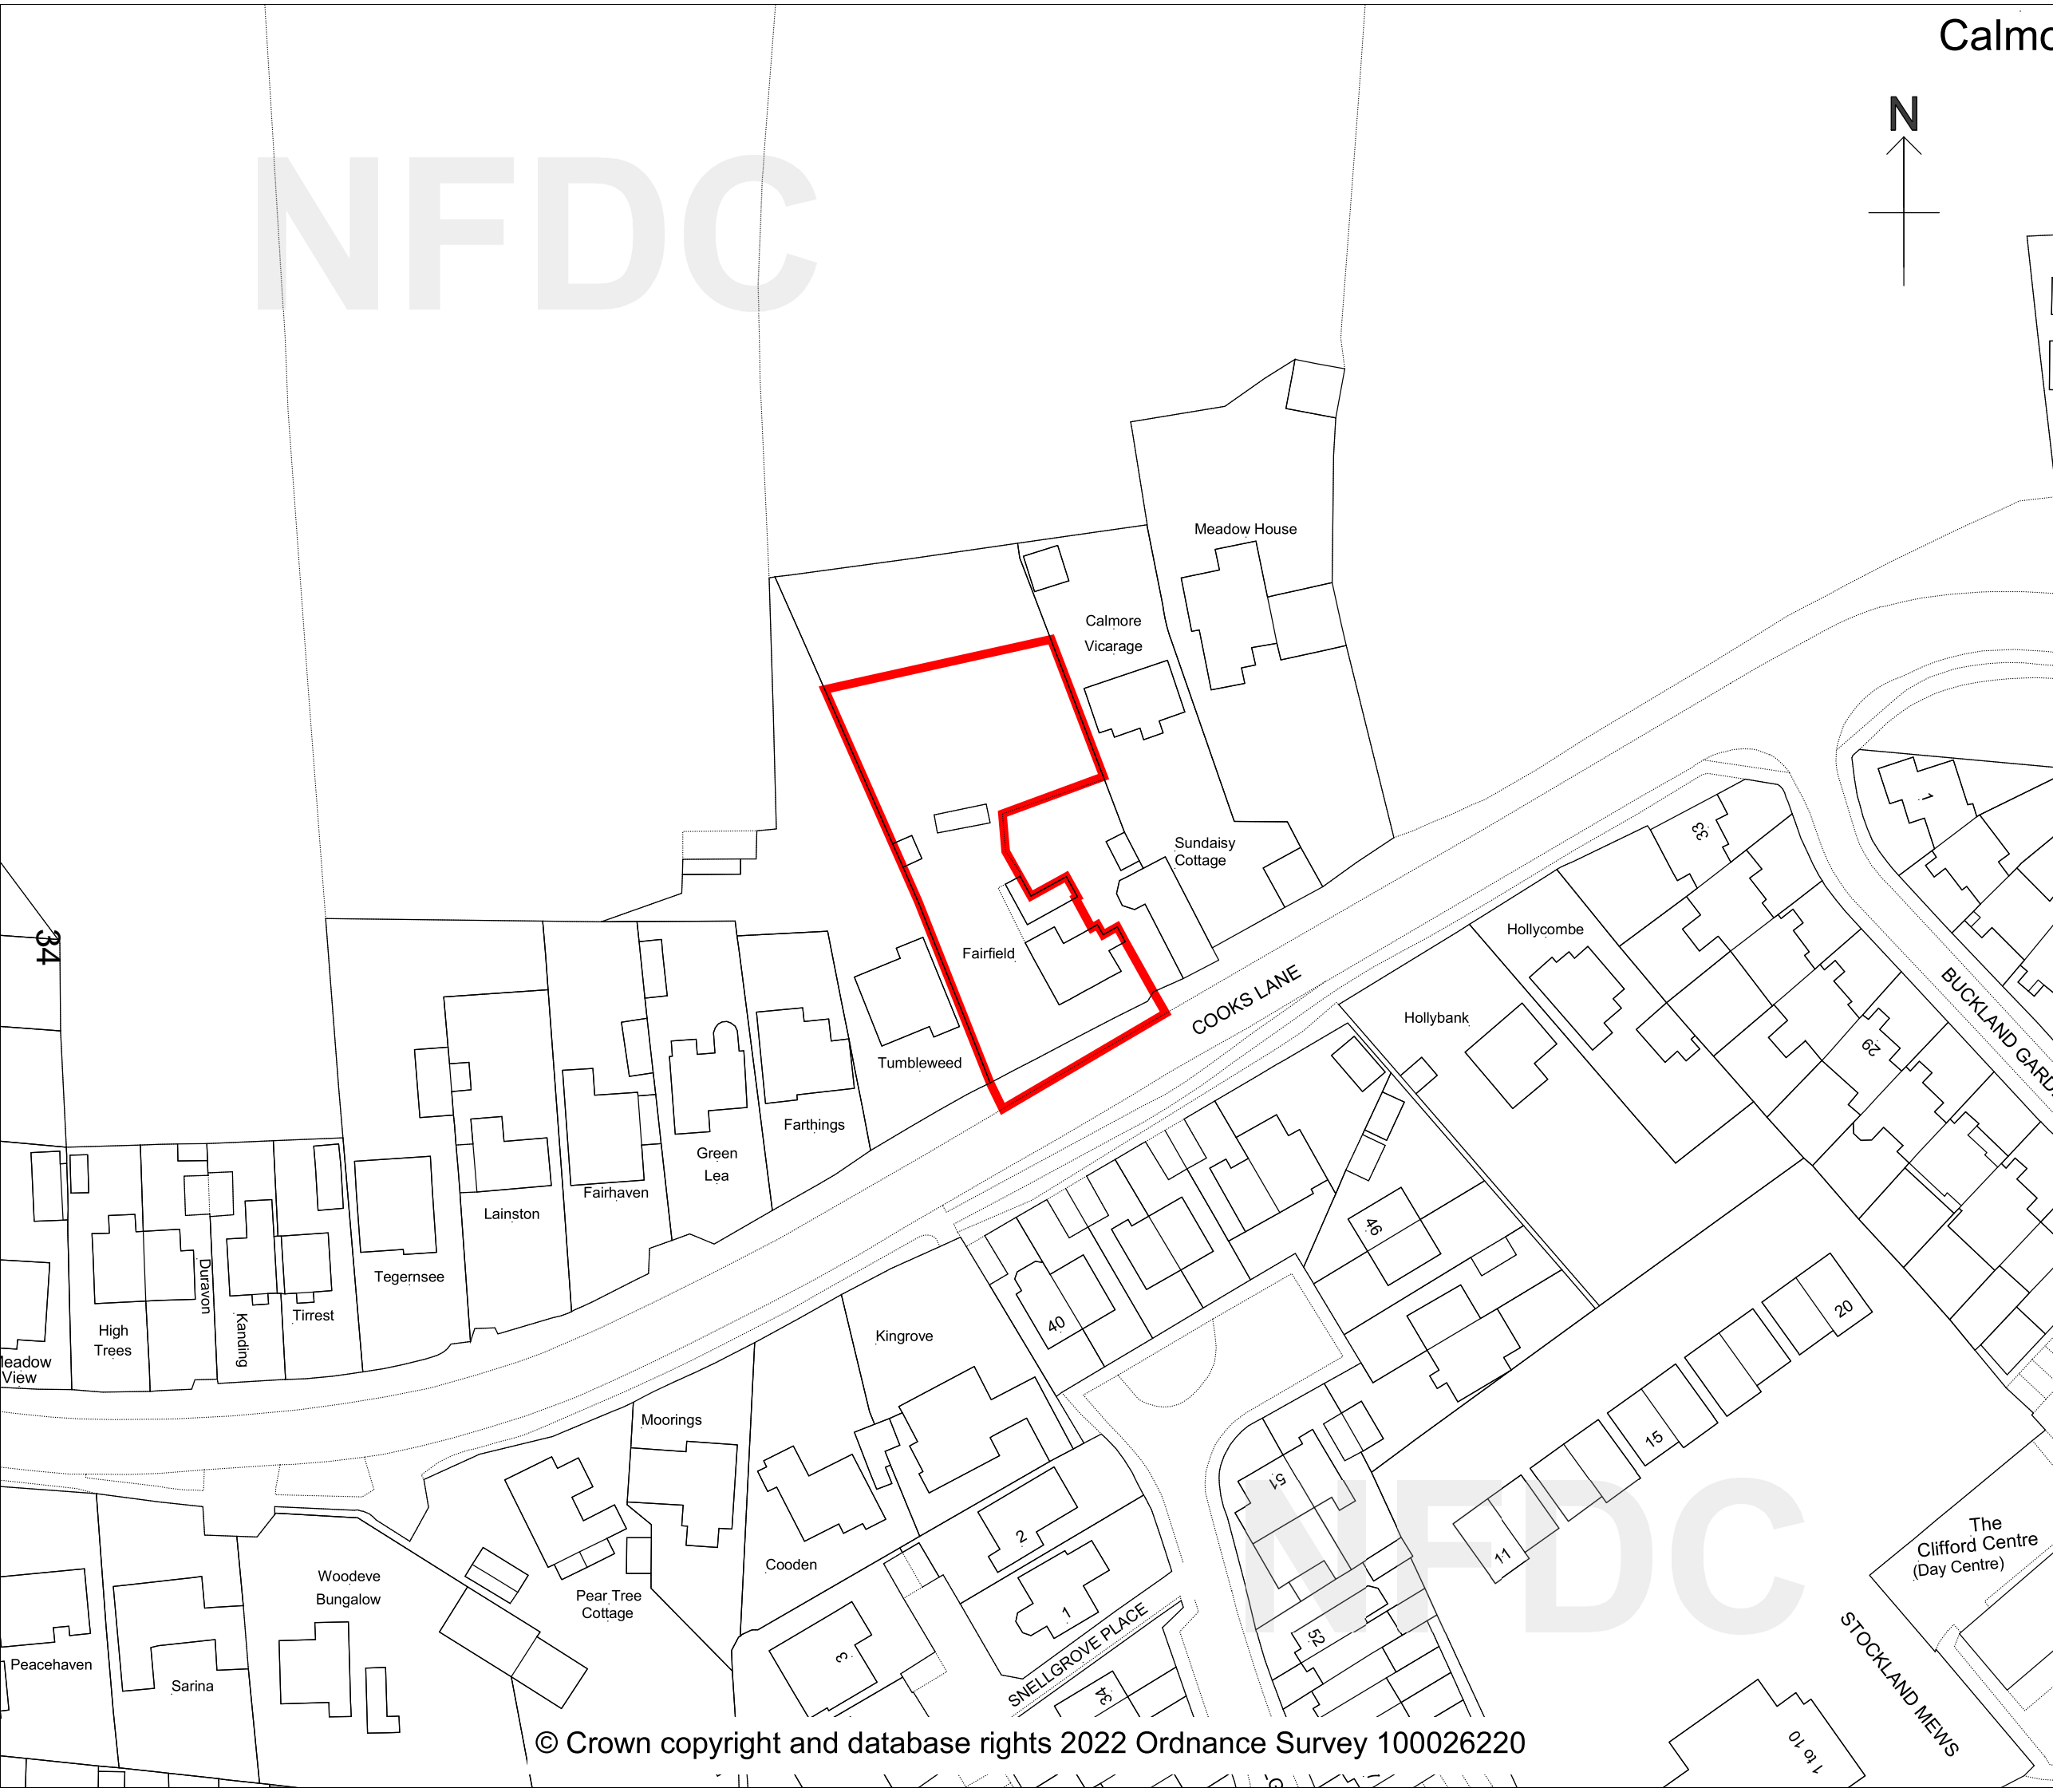 Calmo
N
NFDC
Meadow House
Calmore
Vicarage
Sundaisy
Cottage
33
1
34
Fairfield
Hollycombe
COOKS LANE
BUCKLAND GARD
Hollybank
29
Tumbleweed
Farthings
Green
Lea
Fairhaven
Lainston
Tegernsee
Duravon
Kanding
Tirrest
High
Trees
Meadow
View
46
40
20
Kingrove
Moorings
15
51
11
2
Cooden
The
Clifford Centre
(Day Centre)
NFDC
Woodeve
Bungalow
Pear Tree
Cottage
1
SNELLGROVE PLACE
52
3
34
Peacehaven
Sarina
STOCKLAND MEWS
1 to 10
© Crown copyright and database rights 2022 Ordnance Survey 100026220